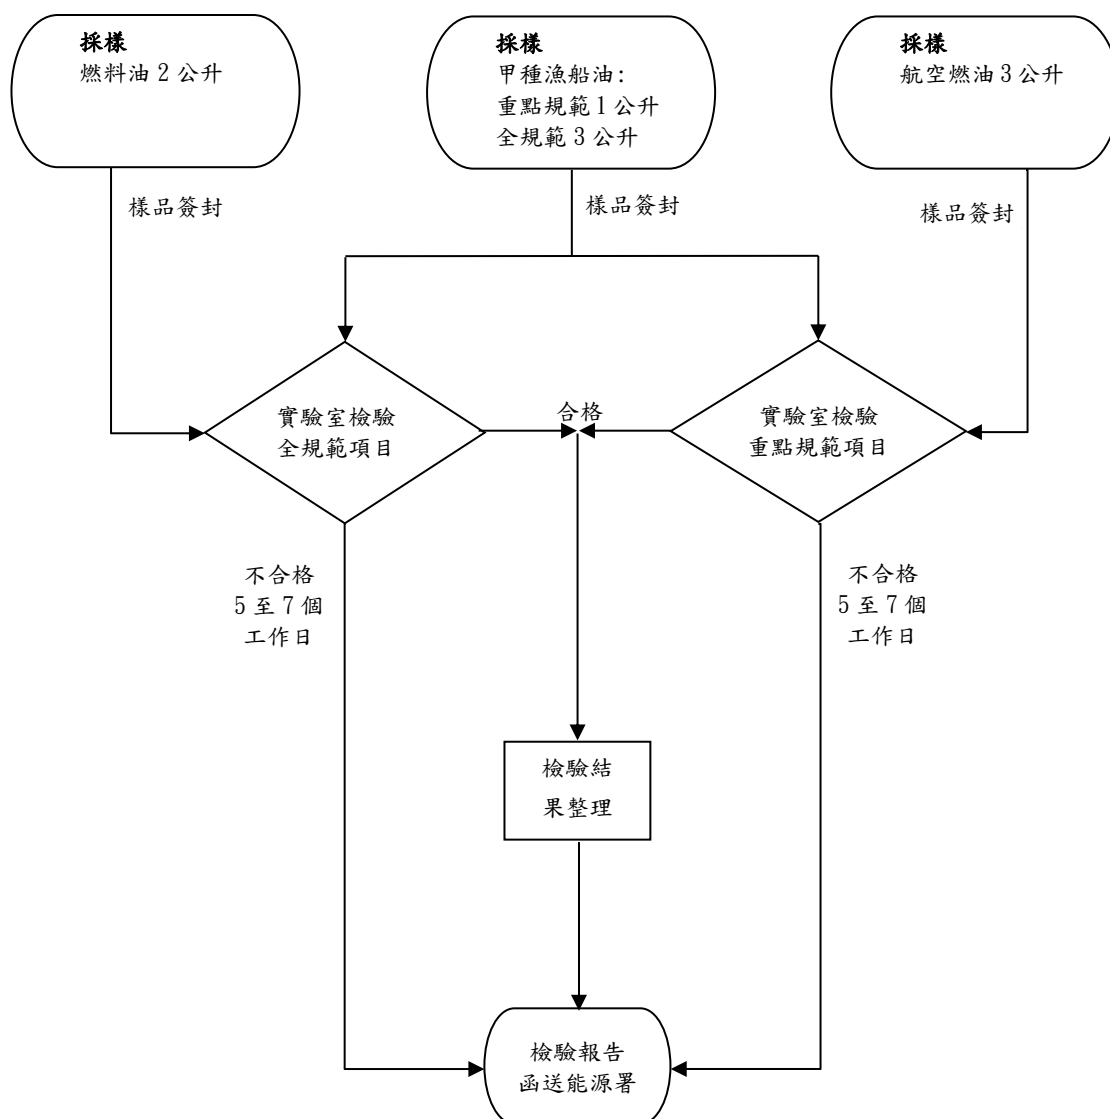 採樣
燃料油 2 公升
採樣
甲種漁船油:
重點規範 1 公升
全規範 3 公升
採樣
航空燃油 3 公升
樣品簽封
樣品簽封
樣品簽封
實驗室檢驗
全規範項目
合格
實驗室檢驗
重點規範項目
不合格
5 至 7 個
工作日
不合格
5 至 7 個
工作日
檢驗結
果整理
檢驗報告
函送能源署